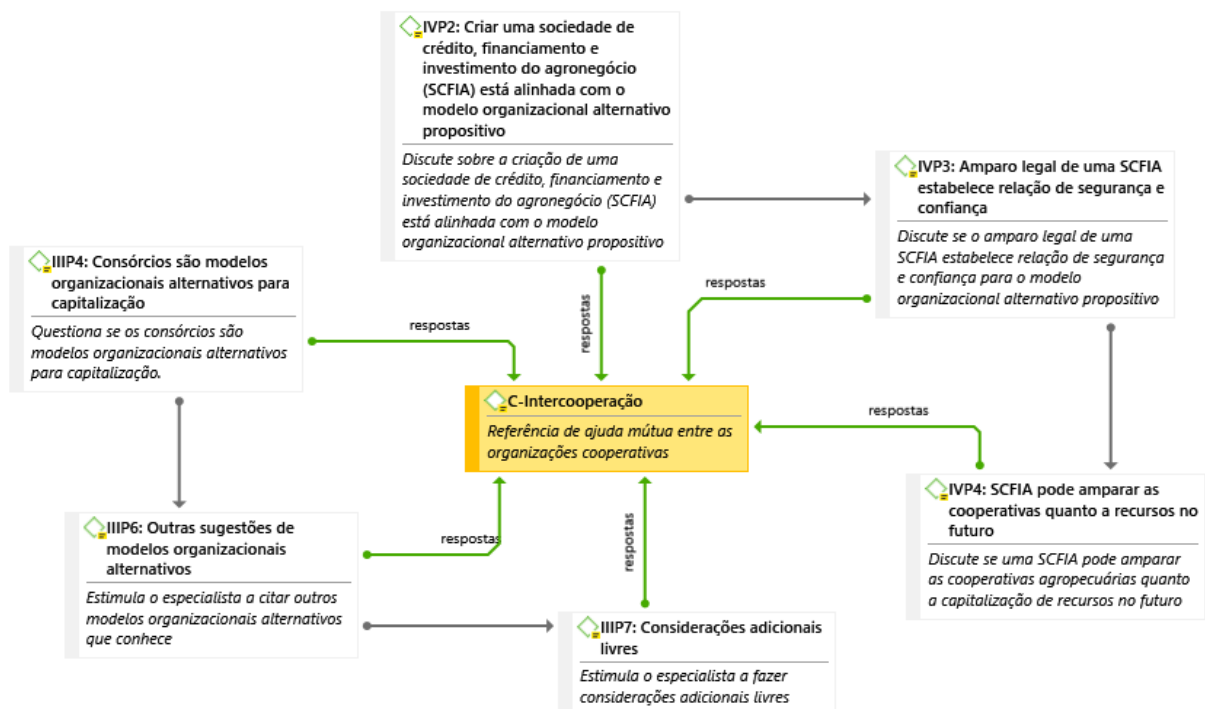 IVP2: Criar uma sociedade de
crédito, financiamento e
investimento do agronegócio
(SCFIA) está alinhada com o
modelo organizacional alternativo
propositivo
Discute sobre a criação de uma
sociedade de crédito, financiamento e
investimento do agronegócio (SCFIA)
está alinhada com o modelo
organizacional alternativo propositivo
IVP3: Amparo legal de uma SCFIA
estabelece relação de segurança e
confiança
Discute se o amparo legal de uma
SCFIA estabelece relação de segurança
e confiança para o modelo
organizacional alternativo propositivo
IIIP4: Consórcios são modelos
organizacionais alternativos para
capitalização
Questiona se os consórcios são
modelos organizacionais alternativos
para capitalização.
respostas
respostas
respostas
C-Intercooperação
Referência de ajuda mútua entre as
organizações cooperativas
respostas
IVP4: SCFIA pode amparar as
cooperativas quanto a recursos no
futuro
Discute se uma SCFIA pode amparar
as cooperativas agropecuárias quanto
a capitalização de recursos no futuro
IIIP6: Outras sugestões de
modelos organizacionais
alternativos
Estimula o especialista a citar outros
modelos organizacionais alternativos
que conhece
respostas
respostas
IIIP7: Considerações adicionais
livres
Estimula o especialista a fazer
considerações adicionais livres